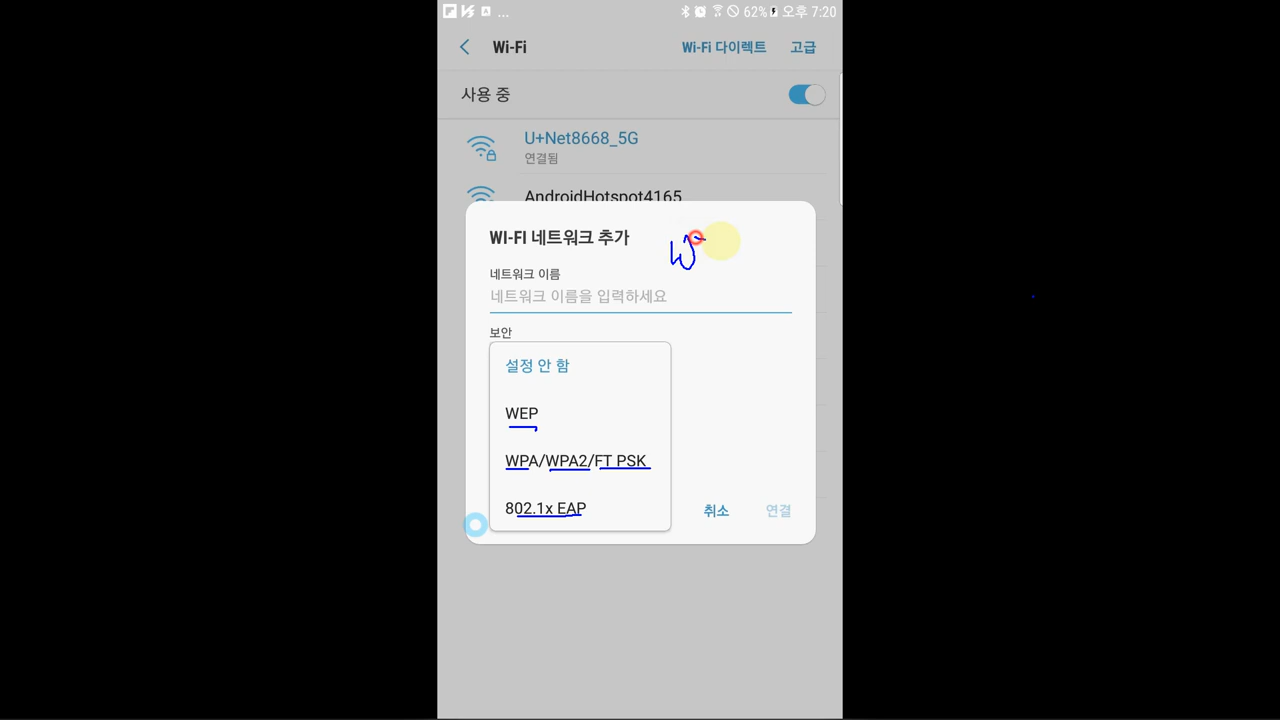 ... 62% 오후 7:20
Wi-Fi Wi-Fi 다이렉트 고급
사용 중
U+Net8668_5G
연결됨
AndroidHotspot4165
WI-FI 네트워크 추가 W
네트워크 이름
네트워크 이름을 입력하세요
보안
설정 안 함
WEP
WPA/WPA2/FT PSK
802.1x EAP
취소 연결